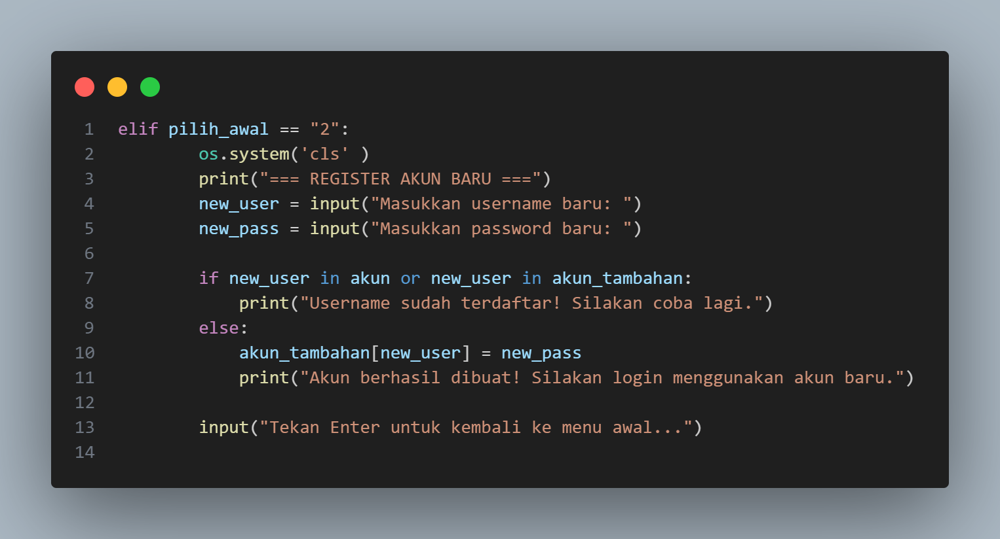 1 elif pilih_awal == "2":
2         os.system('cls' )
3         print("=== REGISTER AKUN BARU ===")
4         new_user = input("Masukkan username baru: ")
5         new_pass = input("Masukkan password baru: ")
6
7         if new_user in akun or new_user in akun_tambahan:
8             print("Username sudah terdaftar! Silakan coba lagi.")
9         else:
10             akun_tambahan[new_user] = new_pass
11             print("Akun berhasil dibuat! Silakan login menggunakan akun baru.")
12
13         input("Tekan Enter untuk kembali ke menu awal...")
14